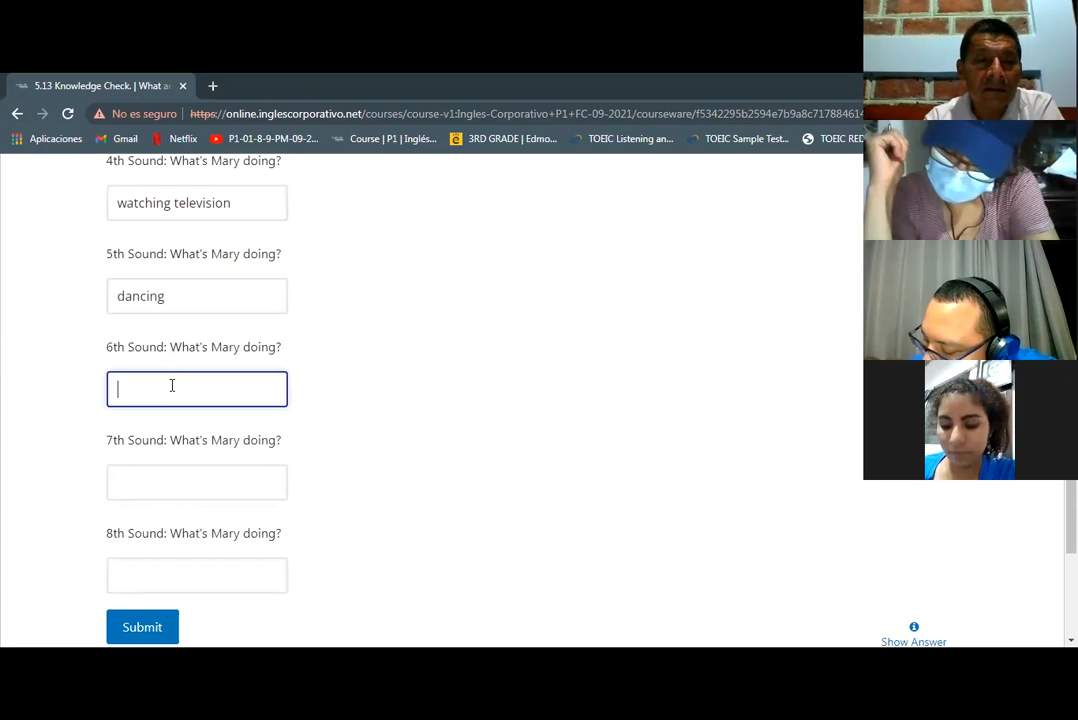 5.13 Knowledge Check. | What a
No es seguro
https://online.inglescorporativo.net/courses/course-v1:Ingles-Corporativo+P1+FC-09-2021/courseware/f5342295b2594e7b9a8c717884614
Aplicaciones
Gmail
Netflix
P1-01-8-9-PM-09-2...
Course | P1 | Inglés...
3RD GRADE | Edmo...
TOEIC Listening an...
TOEIC Sample Test...
TOEIC RED
4th Sound: What's Mary doing?
watching television
5th Sound: What's Mary doing?
dancing
6th Sound: What's Mary doing?
7th Sound: What's Mary doing?
8th Sound: What's Mary doing?
Submit
Show Answer